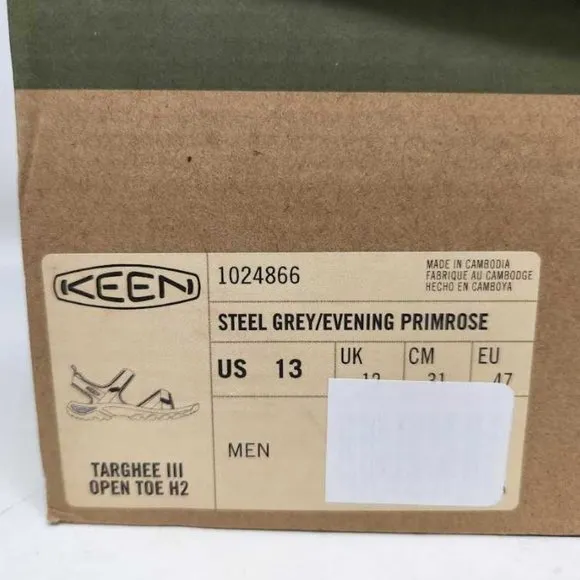 KEEN
1024866
MADE IN CAMBODIA
FABRIQUE AU CAMBODGE
HECHO EN CAMBOYA
STEEL GREY/EVENING PRIMROSE
US 13
UK
CM
EU
12
31
47
MEN
TARGHEE III
OPEN TOE H2